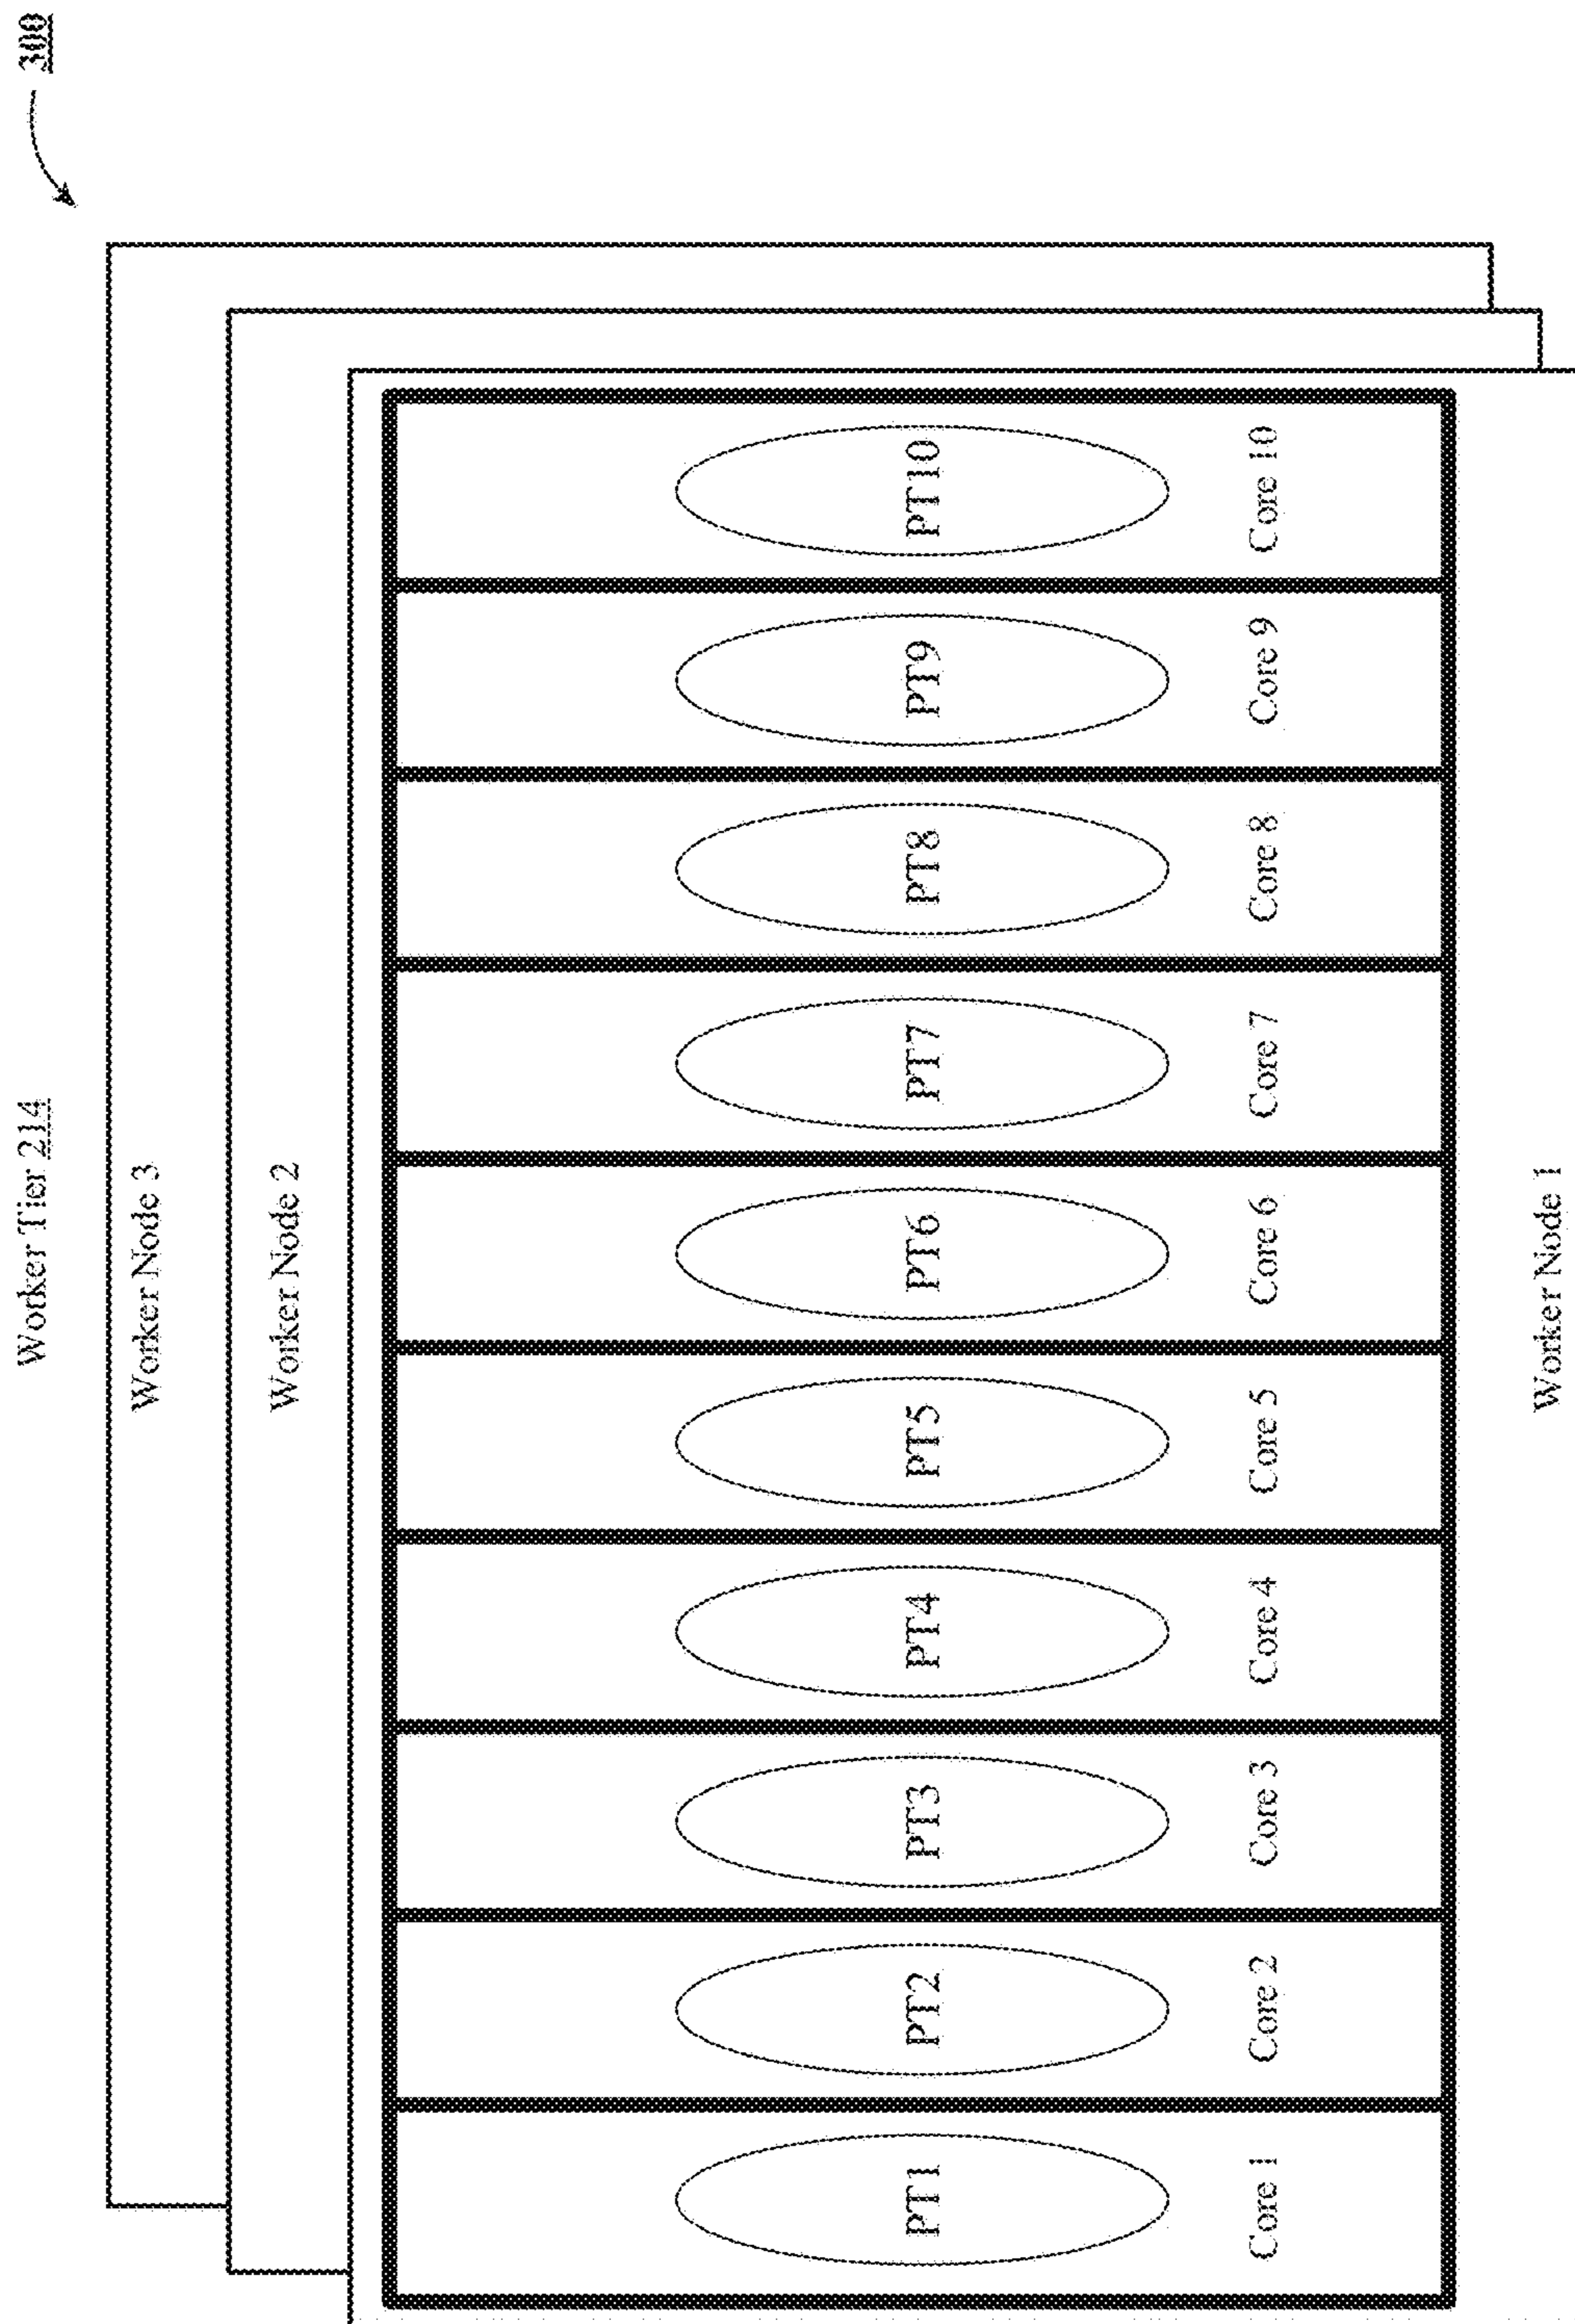 300
Worker Tier 214
Worker Node 3
Worker Node 2
PT1 PT2 PT3 PT4 PT5 PT6 PT7 PT8 PT9 PT10
Core 1 Core 2 Core 3 Core 4 Core 5 Core 6 Core 7 Core 8 Core 9 Core 10
Worker Node 1